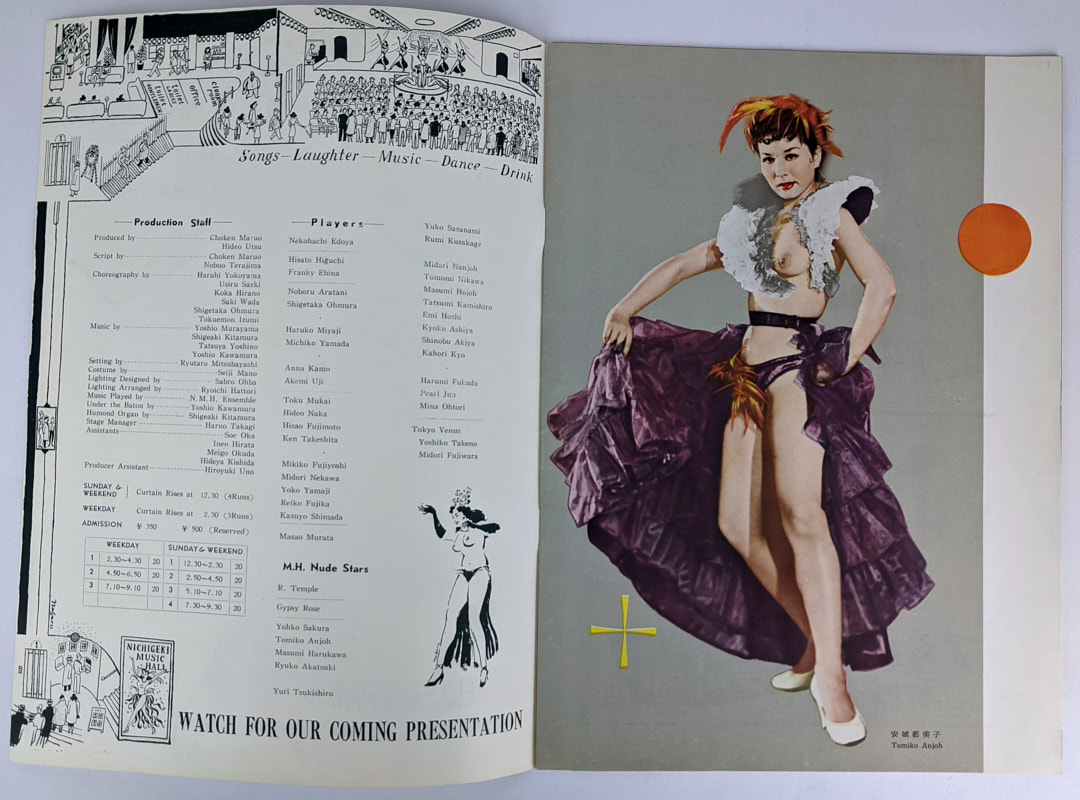 toilet GENTLEMEN
toilet LADIES
OFFICE
cloak room
Songs—Laughter—Music—Dance—Drink
Production Staff
Produced by Choken Maruo
Hideo Utsu
Script by Choken Maruo
Nobuo Terajima
Choreography by Haruhi Yokoyama
Usiru Saeki
Koka Hirano
Saki Wada
Shigetaka Ohmura
Tokuemon Izumi
Music by Yoshio Murayama
Shigeaki Kitamura
Tatsuya Yoshino
Yoshio Kawamura
Setting by Ryutaro Mitsubayashi
Costume by Seiji Mano
Lighting Designed by Sabro Ohba
Lighting Arranged by Ryoichi Hattori
Music Played by N.M.H. Ensemble
Under the Baton by Yoshio Kawamura
Humond Organ by Shigeaki Kitamura
Stage Manager Haruo Takagi
Assistants Soe Oka
Ineo Hirata
Meigo Okuda
Hideya Kishida
Producer Arsistant Hiroyuki Uno
SUNDAY & WEEKEND Curtain Rises at 12.30 (4Runs)
WEEKDAY Curtain Rises at 2.30 (3Runs)
ADMISSION ¥ 350 ¥ 500 (Reserved)
WEEKDAY SUNDAY & WEEKEND
1 2.30~4.30 20 1 12.30~2.30 20
2 4.50~6.50 20 2 2.50~4.50 20
3 7.10~9.10 20 3 5.10~7.10 20
4 7.30~9.30 20
Players
Nekohachi Edoya
Hisato Higuchi
Franky Ebina
Noboru Aratani
Shigetaka Ohmura
Haruko Miyaji
Michiko Yamada
Anna Kamo
Akemi Uji
Toku Mukai
Hideo Naka
Hisao Fujimoto
Ken Takeshita
Mikiko Fujiyoshi
Midori Nekawa
Yoko Yamaji
Reiko Fujika
Kazuyo Shimada
Masao Murata
M.H. Nude Stars
R. Temple
Gypsy Rose
Yohko Sakura
Tomiko Anjoh
Masumi Harukawa
Ryuko Akatsuki
Yuri Tsukishiro
Yuko Sazanami
Rumi Kusakage
Midori Nanjoh
Tomomi Nikawa
Masumi Hojoh
Tatsumi Kamishiro
Emi Hoshi
Kyoko Ashiya
Shinobu Akiya
Kahori Kyo
Harumi Fukuda
Pearl Jun
Mina Ohtori
Tokyo Venus
Yoshiko Takeno
Midori Fujiwara
NICHIGEKI
MUSIC
HALL
WATCH FOR OUR COMING PRESENTATION
安城都美子
Tomiko Anjoh